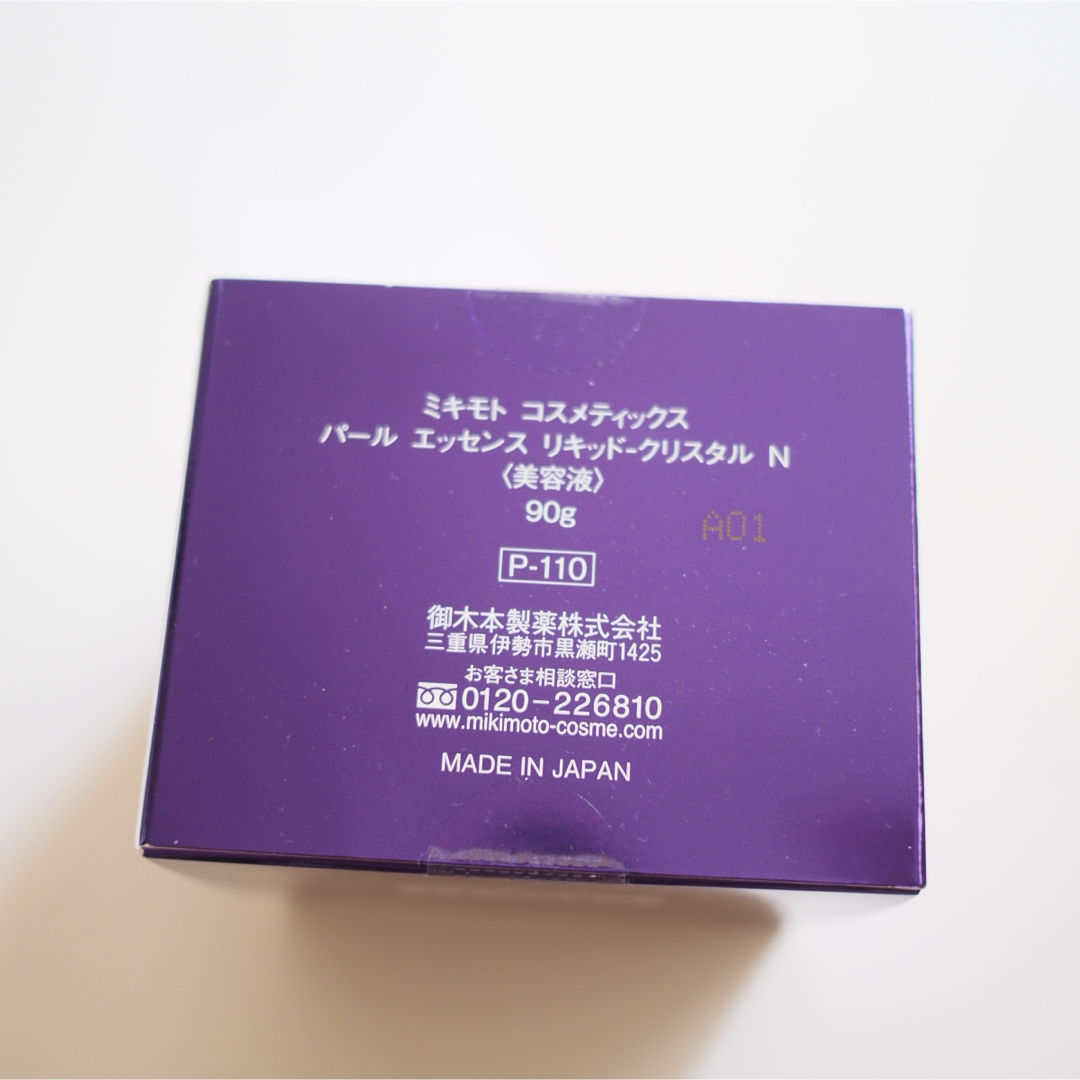 ミキモト コスメティックス
パール エッセンス リキッド-クリスタル N
〈美容液〉
90g
A01
P-110
御木本製薬株式会社
三重県伊勢市黒瀬町1425
お客さま相談窓口
0120-226810
www.mikimoto-cosme.com
MADE IN JAPAN